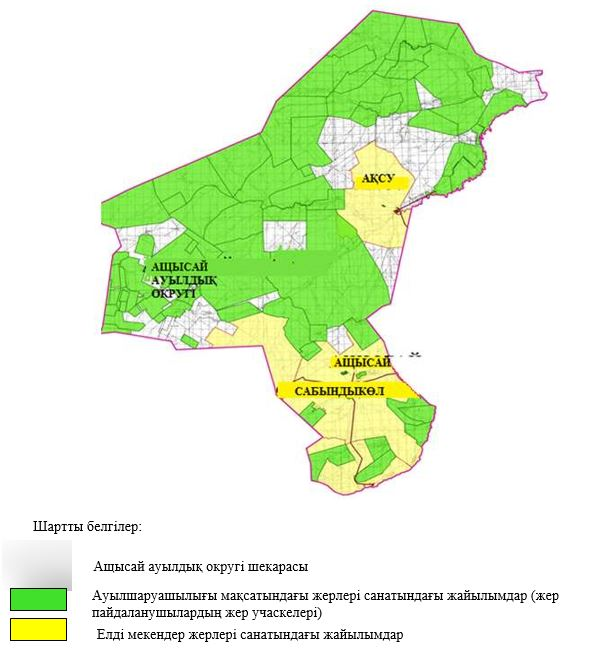 АҚСУ
АЩЫСАЙ
АУЫЛДЫҚ
ОКРУГІ
АЩЫСАЙ
САБЫНДЫКӨЛ
Шартты белгілер:
Ащысай ауылдық округі шекарасы
Ауылшаруашылығы мақсатындағы жерлері санатындағы жайылымдар (жер
пайдаланушылардың жер учаскелері)
Елді мекендер жерлері санатындағы жайылымдар